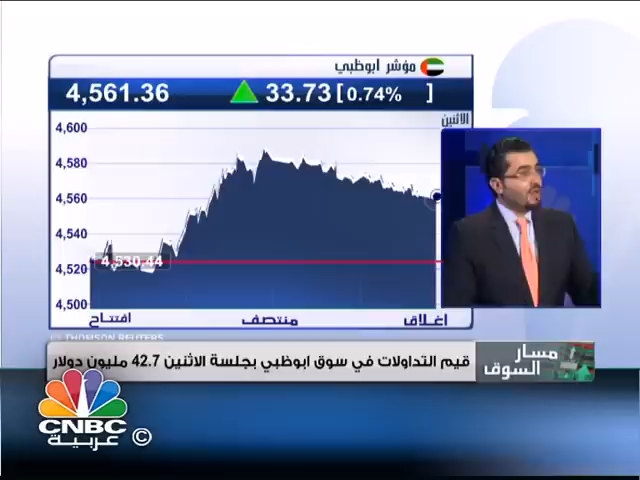 مؤشر ابوظبي
4,561.36 33.73 [0.74% ]
الاثنين
4,600
4,580
4,560
4,540
4,530.44
4,520
4,500
افتتاح منتصف اغلاق
© THOMSON REUTERS
قيم التداولات في سوق ابوظبي بجلسة الاثنين 42.7 مليون دولار
مسار
السوق
CNBC
عربية ©